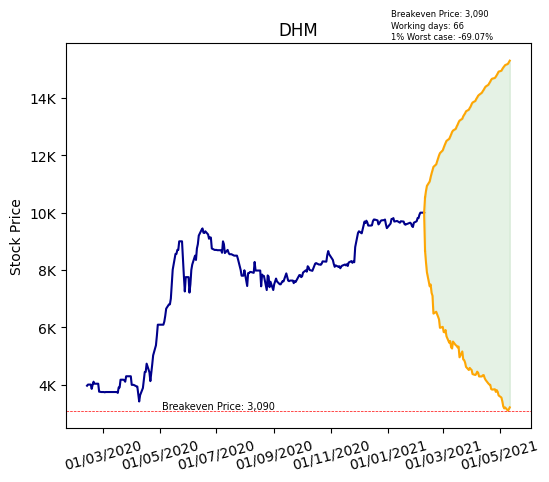 Breakeven Price: 3,090
Working days: 66
1% Worst case: -69.07%
DHM
Stock Price
14K
12K
10K
8K
6K
4K
Breakeven Price: 3,090
01/03/2020
01/05/2020
01/07/2020
01/09/2020
01/11/2020
01/01/2021
01/03/2021
01/05/2021